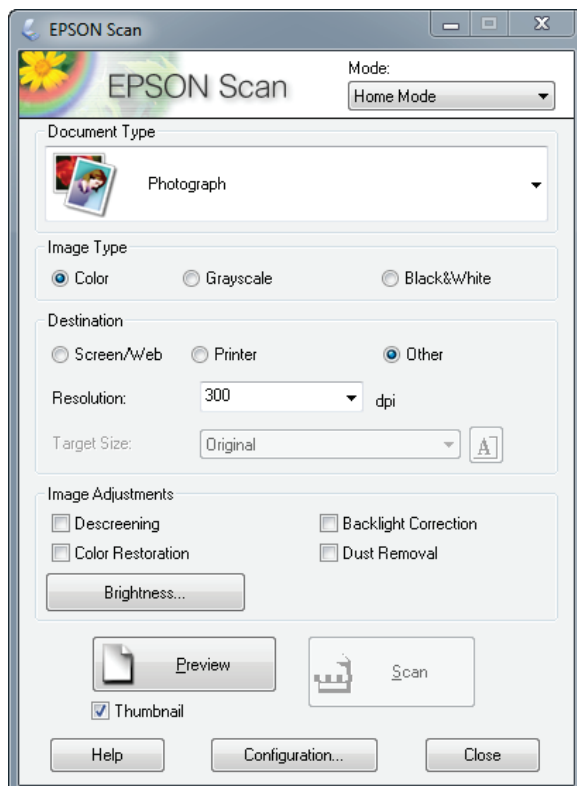 EPSON Scan
EPSON Scan
Mode:
Home Mode
Document Type
Photograph
Image Type
Color Grayscale Black&White
Destination
Screen/Web Printer Other
Resolution: 300 dpi
Target Size: Original A
Image Adjustments
Descreening Backlight Correction
Color Restoration Dust Removal
Brightness...
Preview Scan
Thumbnail
Help Configuration... Close